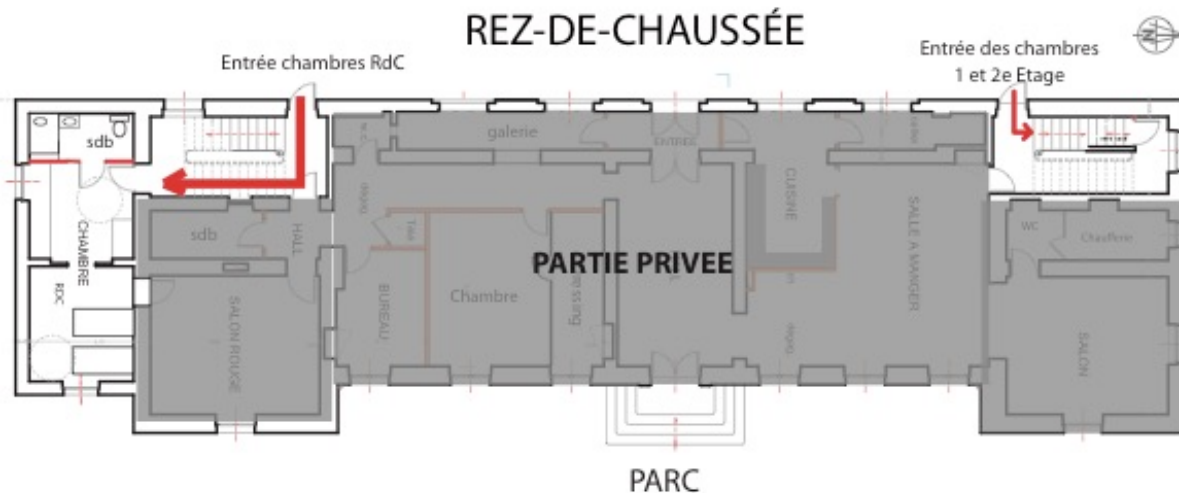 REZ-DE-CHAUSSÉE
Entrée chambres RdC
Entrée des chambres
1 et 2e Etage
N
sdb
galerie
ENTREE
CUISINE
SALLE A MANGER
WC
Chaufferie
CHAMBRE
RDC
sdb
HALL
SALON ROUGE
BUREAU
Chambre
PARTIE PRIVEE
SALON
PARC